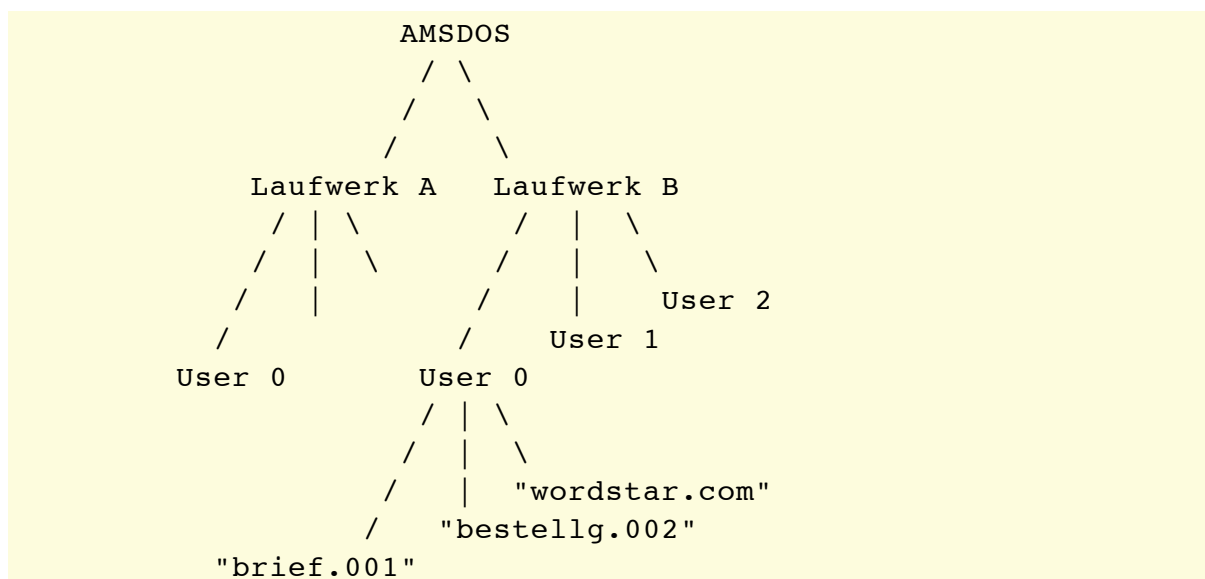 AMSDOS
/ \
/ \
/ \
Laufwerk A Laufwerk B
/ | \ / | \
/ | \ / | \
/ | / | User 2
/ / User 1
User 0 User 0
/ | \
/ | \
/ | "wordstar.com"
/ "bestellg.002"
"brief.001"